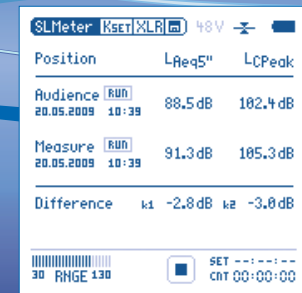 SLMeter KSET XLR 48V
Position LAeq5" LCPeak
Audience RUN 88.5dB 102.4dB
20.05.2009 10:39
Measure RUN 91.3dB 105.3dB
20.05.2009 10:39
Difference k1 -2.8dB k2 -3.0dB
SET --:--:--
30 RNGE 130 CNT 00:00:00